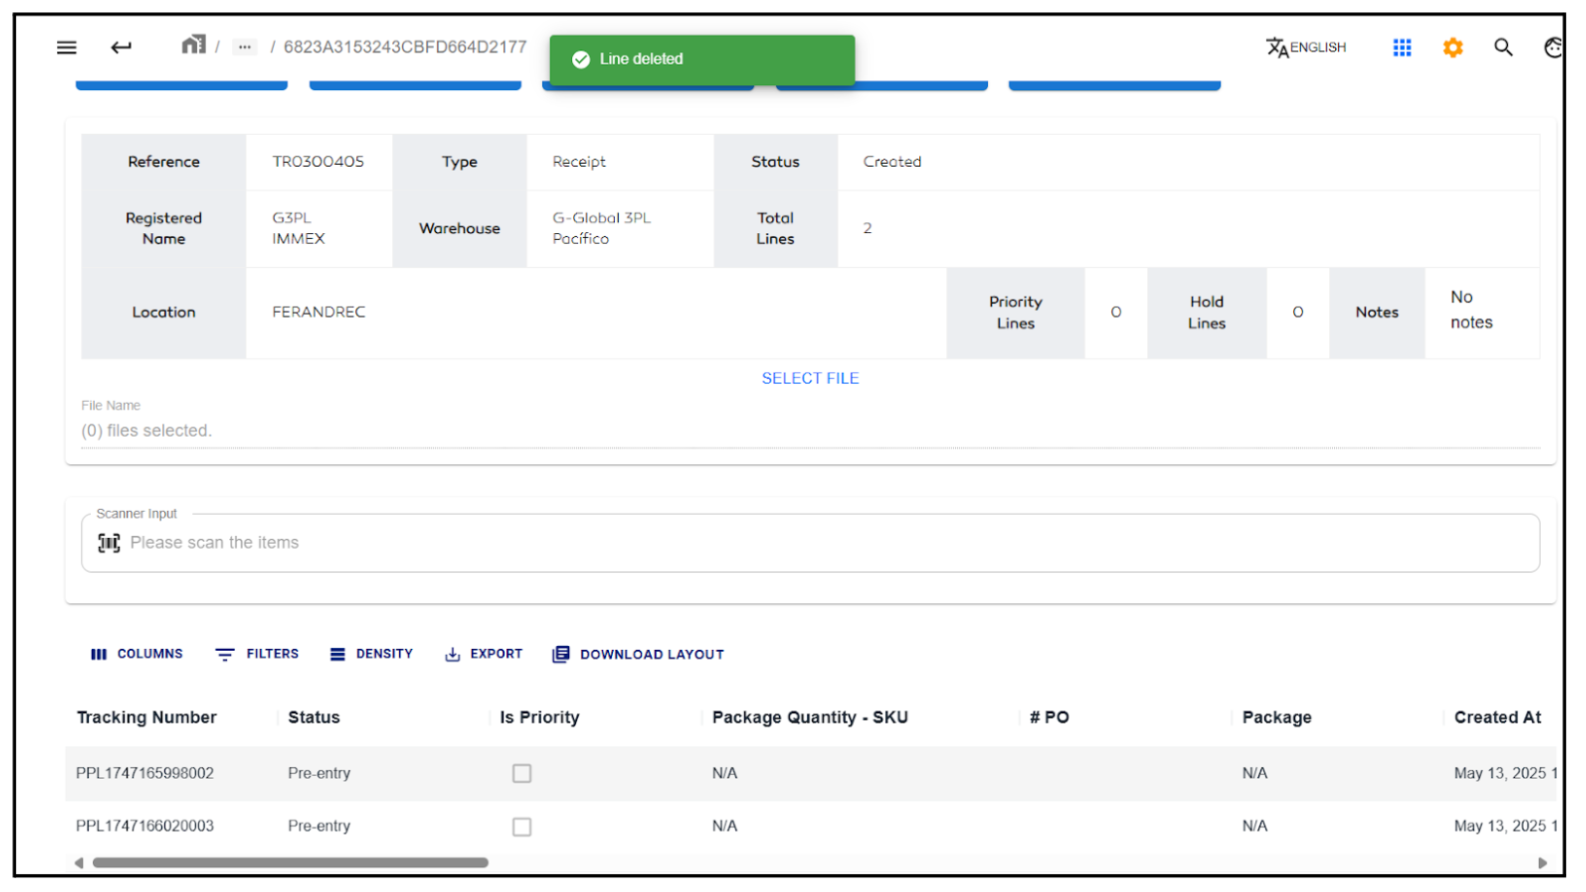 / ... / 6823A3153243CBFD664D2177
Line deleted
ENGLISH
Reference TR0300405 Type Receipt Status Created
Registered Name G3PL IMMEX Warehouse G-Global 3PL Pacífico Total Lines 2
Location FERANDREC Priority Lines 0 Hold Lines 0 Notes No notes
SELECT FILE
File Name
(0) files selected.
Scanner Input
Please scan the items
COLUMNS FILTERS DENSITY EXPORT DOWNLOAD LAYOUT
Tracking Number Status Is Priority Package Quantity - SKU # PO Package Created At
PPL1747165998002 Pre-entry N/A N/A May 13, 2025 1
PPL1747166020003 Pre-entry N/A N/A May 13, 2025 1